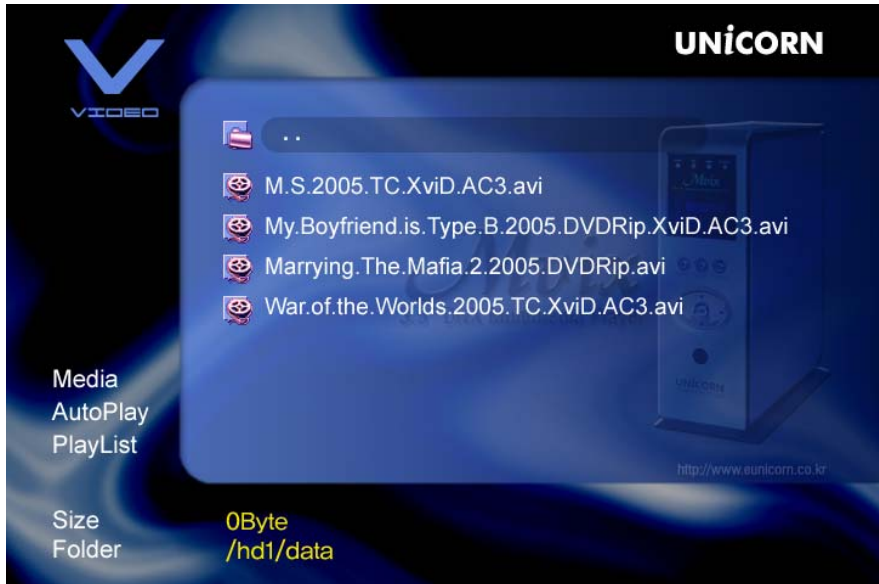 UNiCORN
VIDEO
..
M.S.2005.TC.XviD.AC3.avi
My.Boyfriend.is.Type.B.2005.DVDRip.XviD.AC3.avi
Marrying.The.Mafia.2.2005.DVDRip.avi
War.of.the.Worlds.2005.TC.XviD.AC3.avi
Mvix
Media
AutoPlay
PlayList
UNiCORN
http://www.eunicorn.co.kr
Size 0Byte
Folder /hd1/data